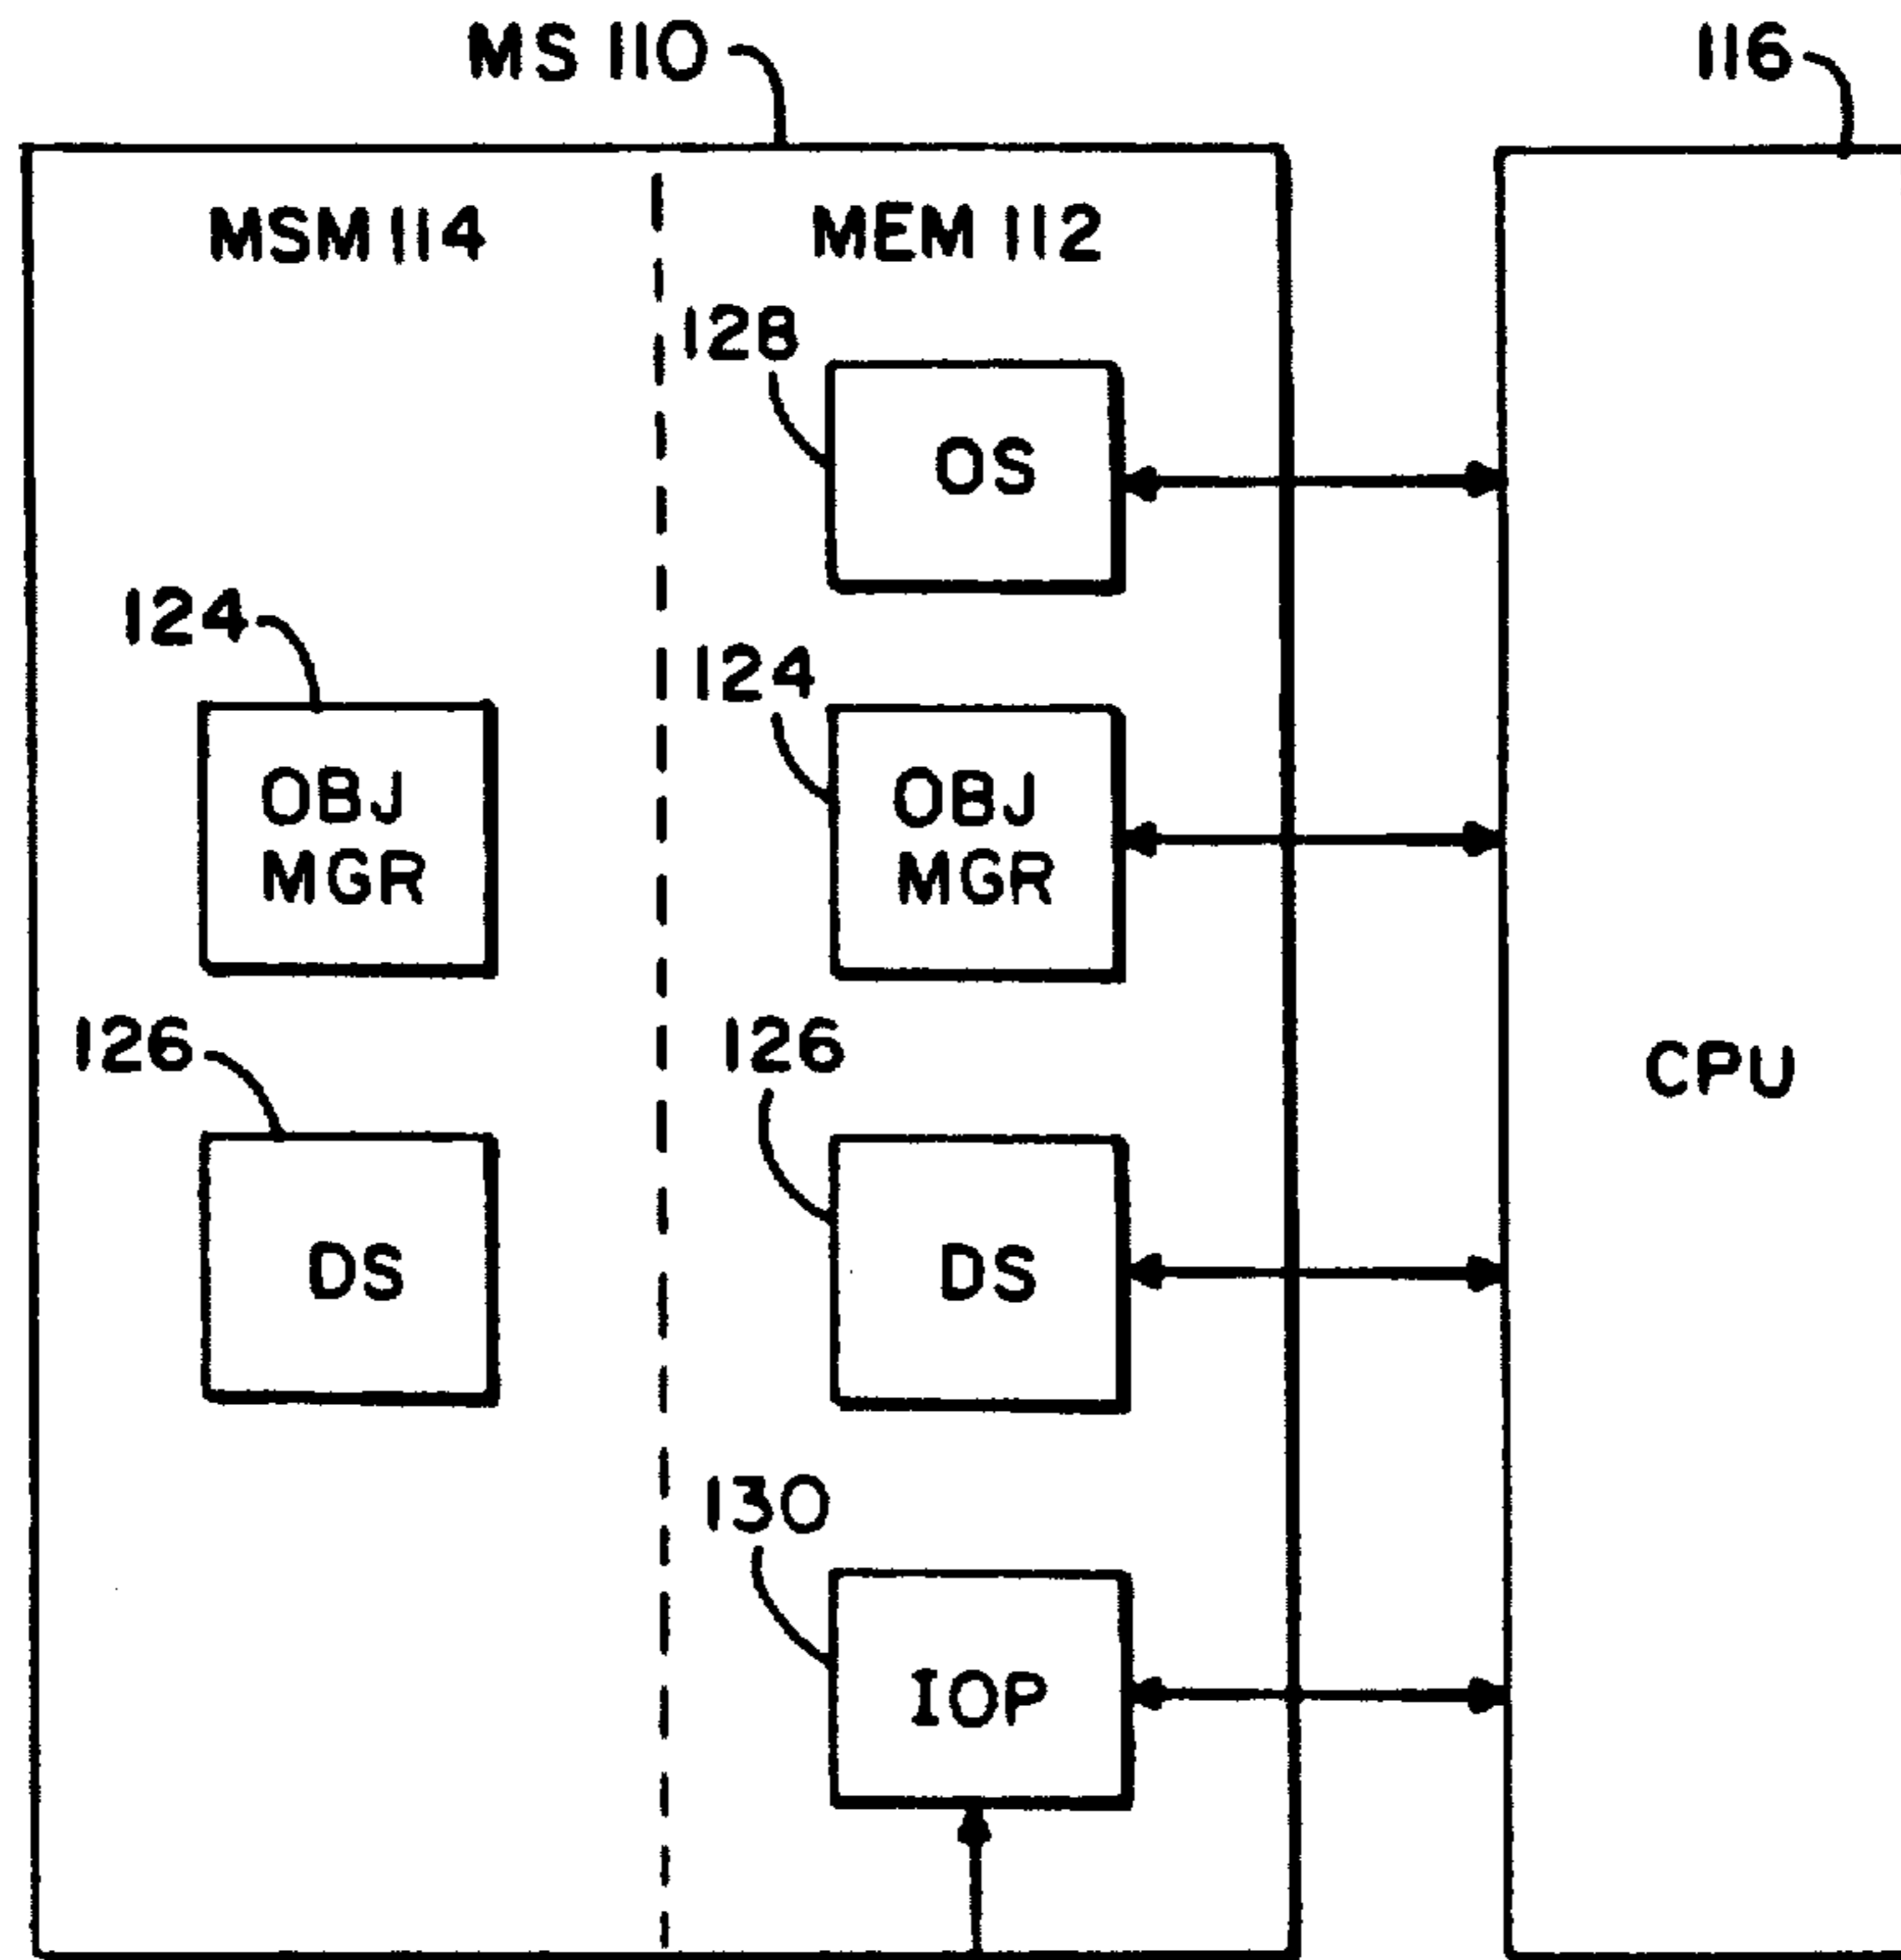 MS 110
116
MSM 114
MEM 112
128
OS
124
OBJ
MGR
124
OBJ
MGR
CPU
126
DS
126
DS
130
IOP